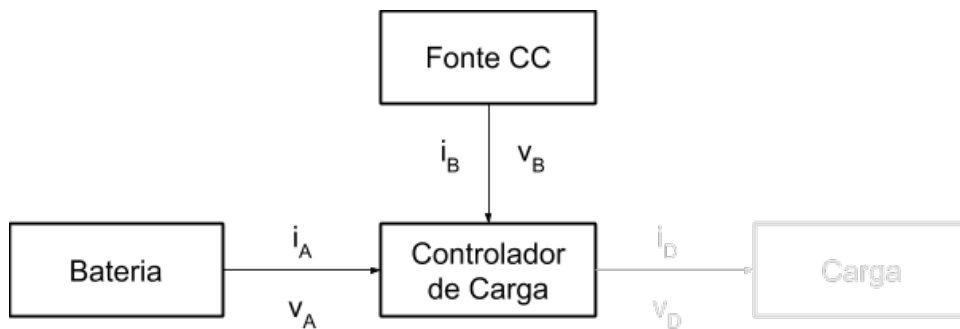 Fonte CC
i_B v_B
Bateria
i_A
v_A
Controlador
de Carga
i_D
v_D
Carga